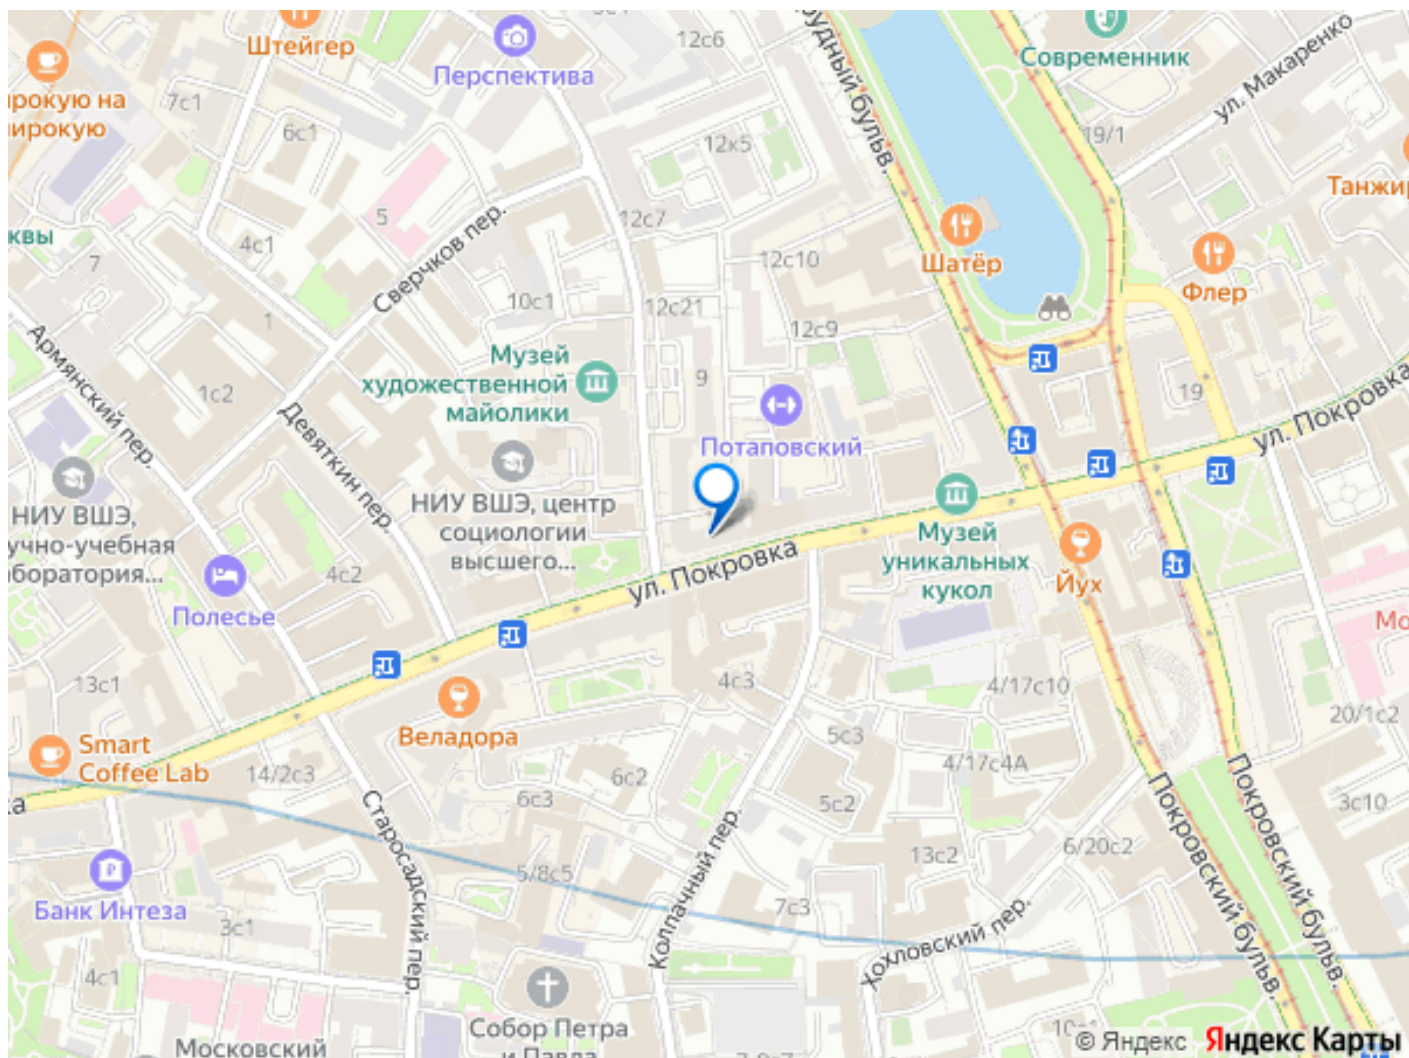 Штейгер
12с6
Современник
Перспектива
ул. Макаренко
ирокую на
ирокую
7с1
6с1
12к5
19/1
удный бульв.
Танжи
5
12с7
Сверчков пер.
квы
7
4с1
12с10
Шатёр
Флер
10с1
12с21
1
12с9
Музей
художественной
майолики
9
Армянский пер.
1с2
Девяткин пер.
19
ул. Покровка
Потаповский
НИУ ВШЭ, центр
социологии
высшего...
НИУ ВШЭ,
учно-учебная
боратория...
Музей
уникальных
кукол
Йух
4с2
ул. Покровка
Полесье
Мо
13с1
4с3
4/17с10
20/1с2
Веладора
Smart
Coffee Lab
14/2с3
5с3
4/17с4А
6с2
6с3
5с2
3с10
ка
Старосадский пер.
Колпачный пер.
Покровский бульв.
Покровский бульв.
13с2
6/20с2
5/8с5
Банк Интеза
3с1
7с3
Хохловский пер.
4с1
Собор Петра
и Павла
Московский
© Яндекс
Яндекс Карты